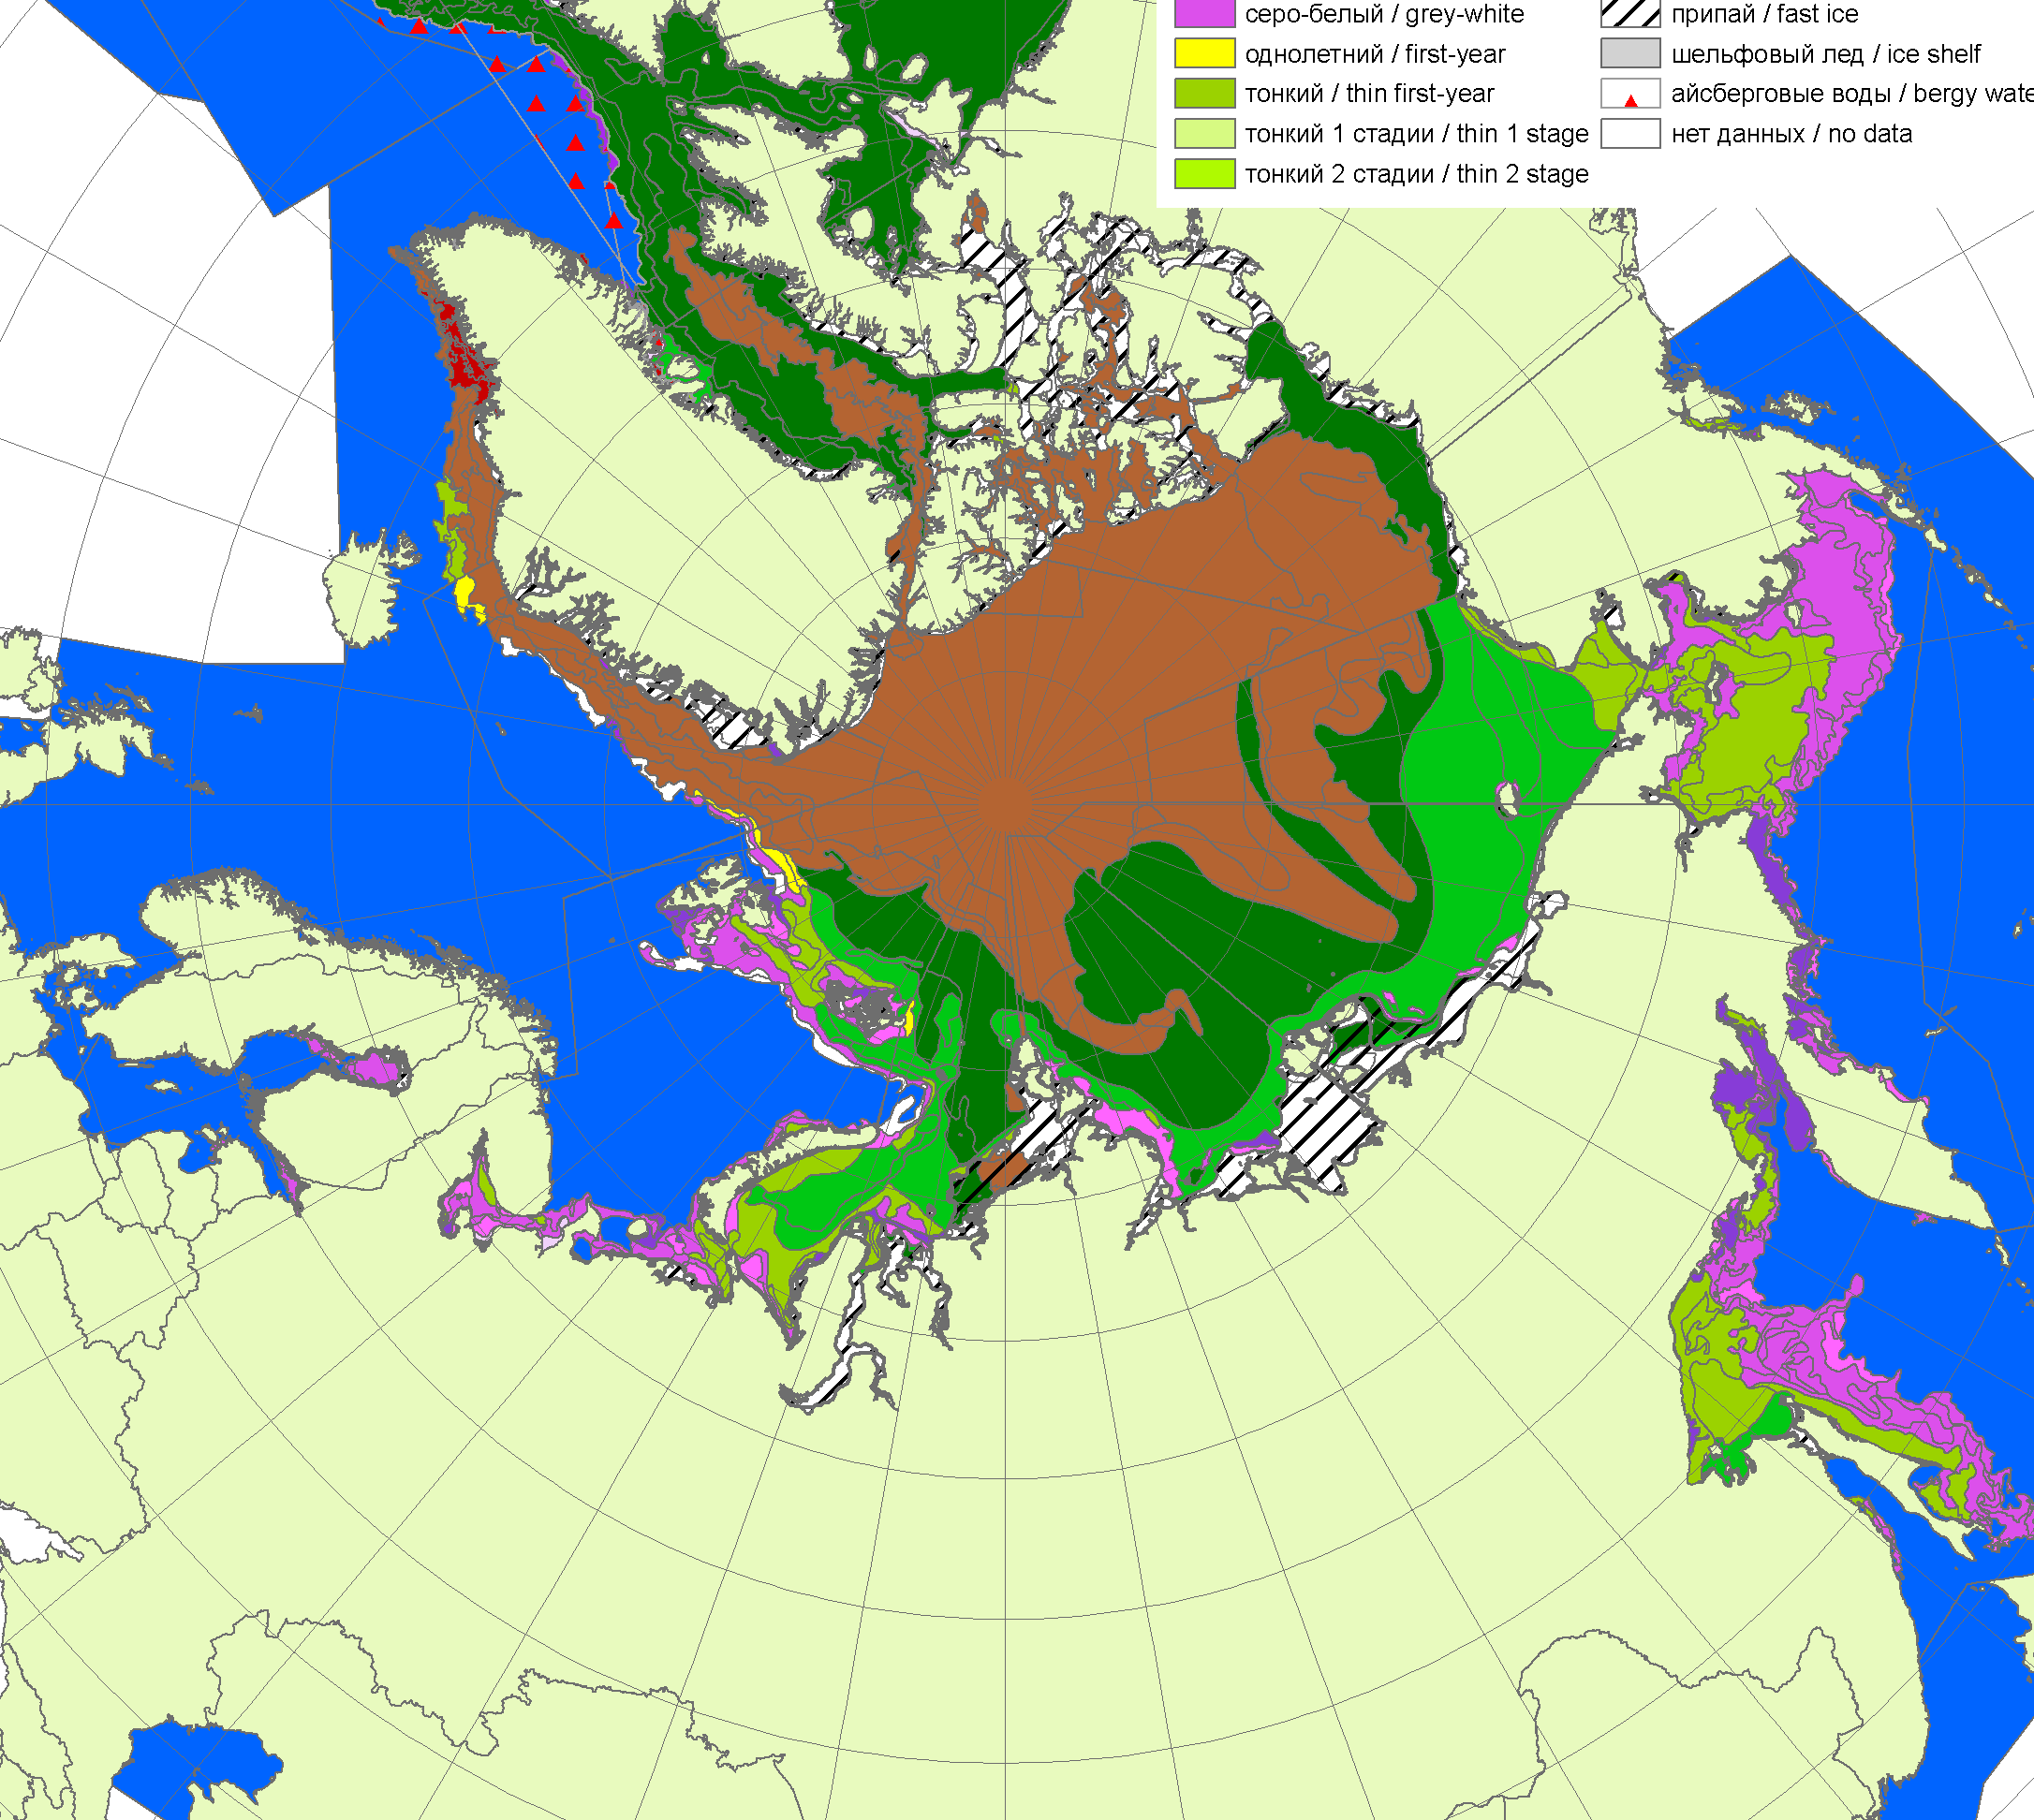 серо-белый / grey-white
однолетний / first-year
тонкий / thin first-year
тонкий 1 стадии / thin 1 stage
тонкий 2 стадии / thin 2 stage
припай / fast ice
шельфовый лед / ice shelf
айсберговые воды / bergy wate
нет данных / no data